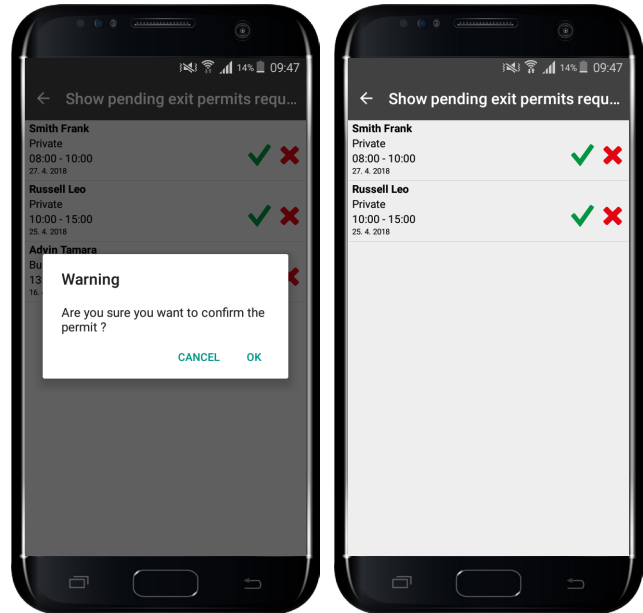 14% 09:47
Show pending exit permits requ...
Smith Frank
Private
08:00 - 10:00
27. 4. 2018
Russell Leo
Private
10:00 - 15:00
25. 4. 2018
Advin Tamara
Bu
13
16.
Warning
Are you sure you want to confirm the
permit ?
CANCEL OK
14% 09:47
Show pending exit permits requ...
Smith Frank
Private
08:00 - 10:00
27. 4. 2018
Russell Leo
Private
10:00 - 15:00
25. 4. 2018